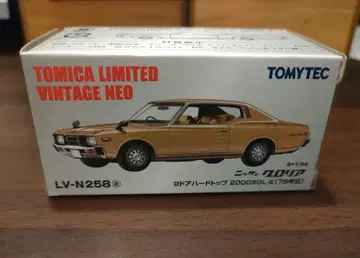 TOMICA LIMITED
VINTAGE NEO
TOMYTEC
LV-N258 a
ニッサン グロリア
2ドアハードトップ 2000SGL-E (78年式)